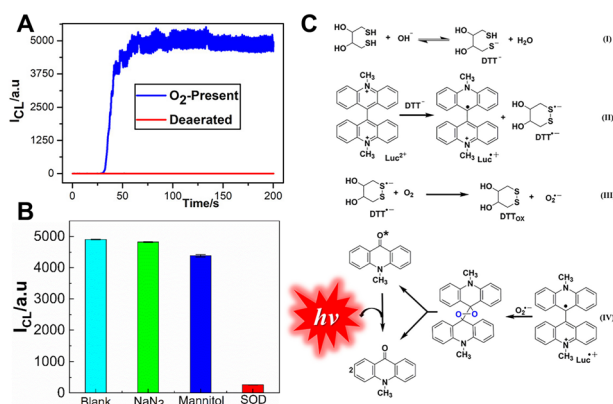 A
I_CL/a.u
5000
3750
2500
1250
0
O2-Present
Deaerated
0
50
100
150
200
Time/s
B
I_CL/a.u
5000
4000
3000
2000
1000
0
Blank
NaN3
Mannitol
SOD
C
HO
HO
SH
SH
+ OH−
HO
HO
SH
S−
+ H2O
(I)
DTT−
CH3
N
+
N
+
CH3
Luc2+
DTT−
CH3
N
N
+
CH3
Luc•+
+
HO
HO
S
S
•−
DTT•−
(II)
HO
HO
S
S
•−
+ O2
DTT•−
HO
HO
S
S
+ O2•−
DTTOX
(III)
O*
N
CH3
hν
2
O
N
CH3
CH3
N
O
O
N
CH3
O2•−
CH3
N
N
+
CH3
Luc•+
(IV)